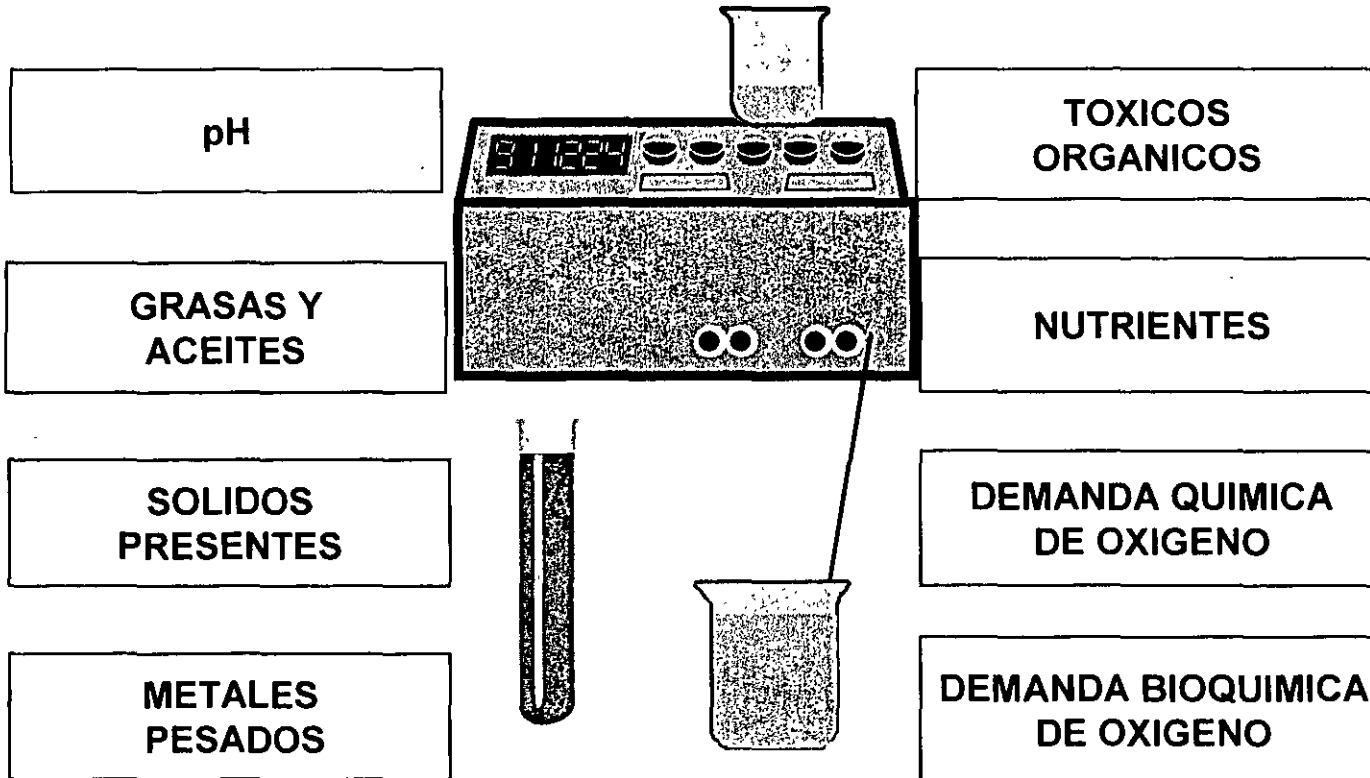 pH
GRASAS Y
ACEITES
SOLIDOS
PRESENTES
METALES
PESADOS
TOXICOS
ORGANICOS
NUTRIENTES
DEMANDA QUIMICA
DE OXIGENO
DEMANDA BIOQUIMICA
DE OXIGENO